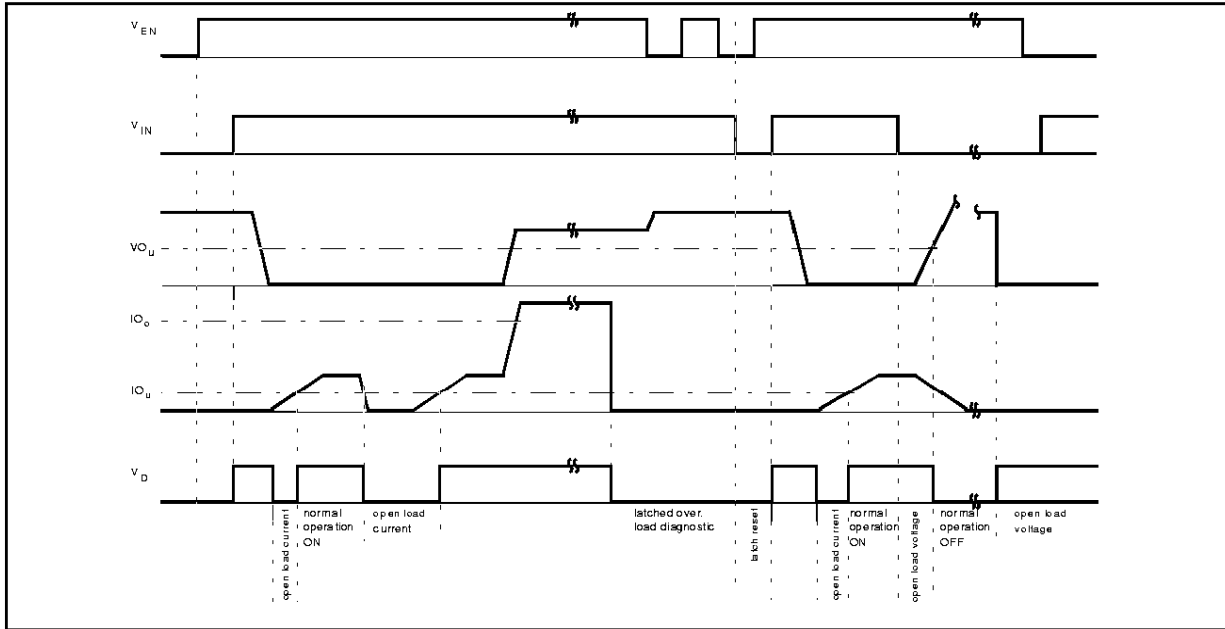 V EN
V IN
VO u
IO o
IO u
V D
open load current
normal
operation
ON
open load
current
latched over.
load diagnostic
latch reset
open load current
normal
operation
ON
open load voltage
normal
operation
OFF
open load
voltage